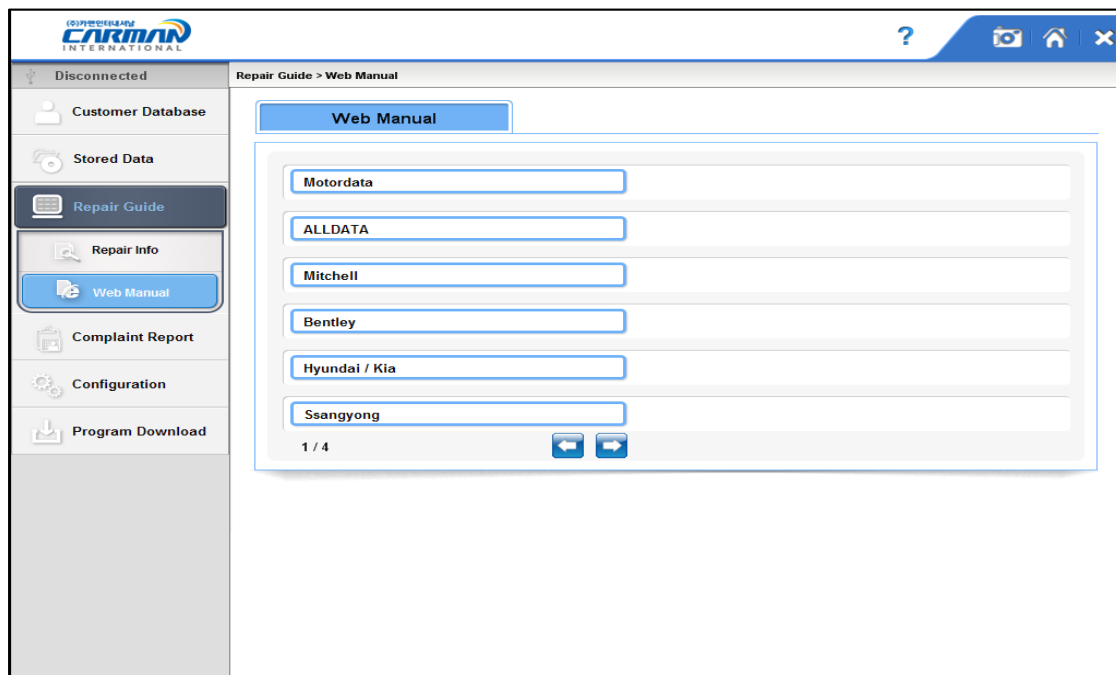 (주)카맨인터내셔날
CARMAN
INTERNATIONAL
?
Disconnected
Repair Guide > Web Manual
Customer Database
Stored Data
Repair Guide
Repair Info
Web Manual
Complaint Report
Configuration
Program Download
Web Manual
Motordata
ALLDATA
Mitchell
Bentley
Hyundai / Kia
Ssangyong
1 / 4